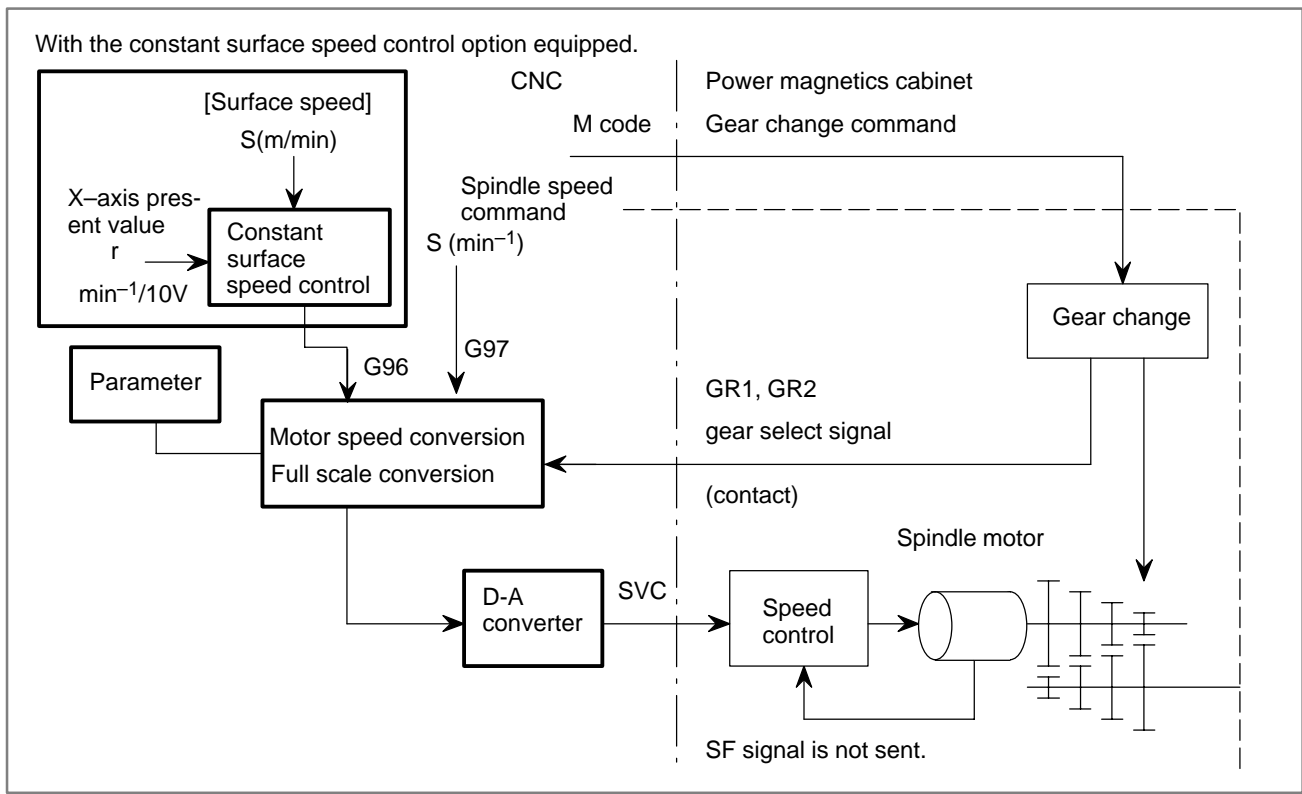 With the constant surface speed control option equipped.
CNC
Power magnetics cabinet
[Surface speed]
S(m/min)
M code
Gear change command
X–axis pres-
ent value
r
min⁻¹/10V
Constant
surface
speed control
Spindle speed
command
S (min⁻¹)
Gear change
G96
G97
Parameter
GR1, GR2
gear select signal
(contact)
Motor speed conversion
Full scale conversion
Spindle motor
D-A
converter
SVC
Speed
control
SF signal is not sent.